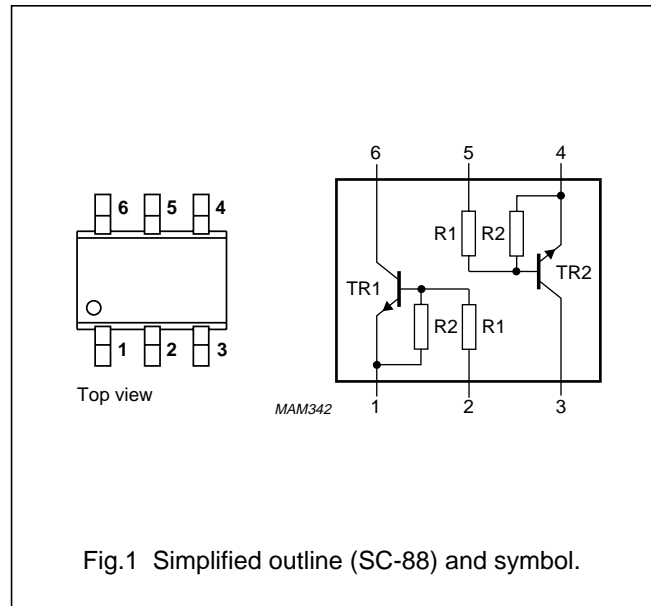 6 5 4
1 2 3
Top view
6 5 4
R1 R2
TR2
TR1
R2 R1
1 2 3
MAM342
Fig.1 Simplified outline (SC-88) and symbol.